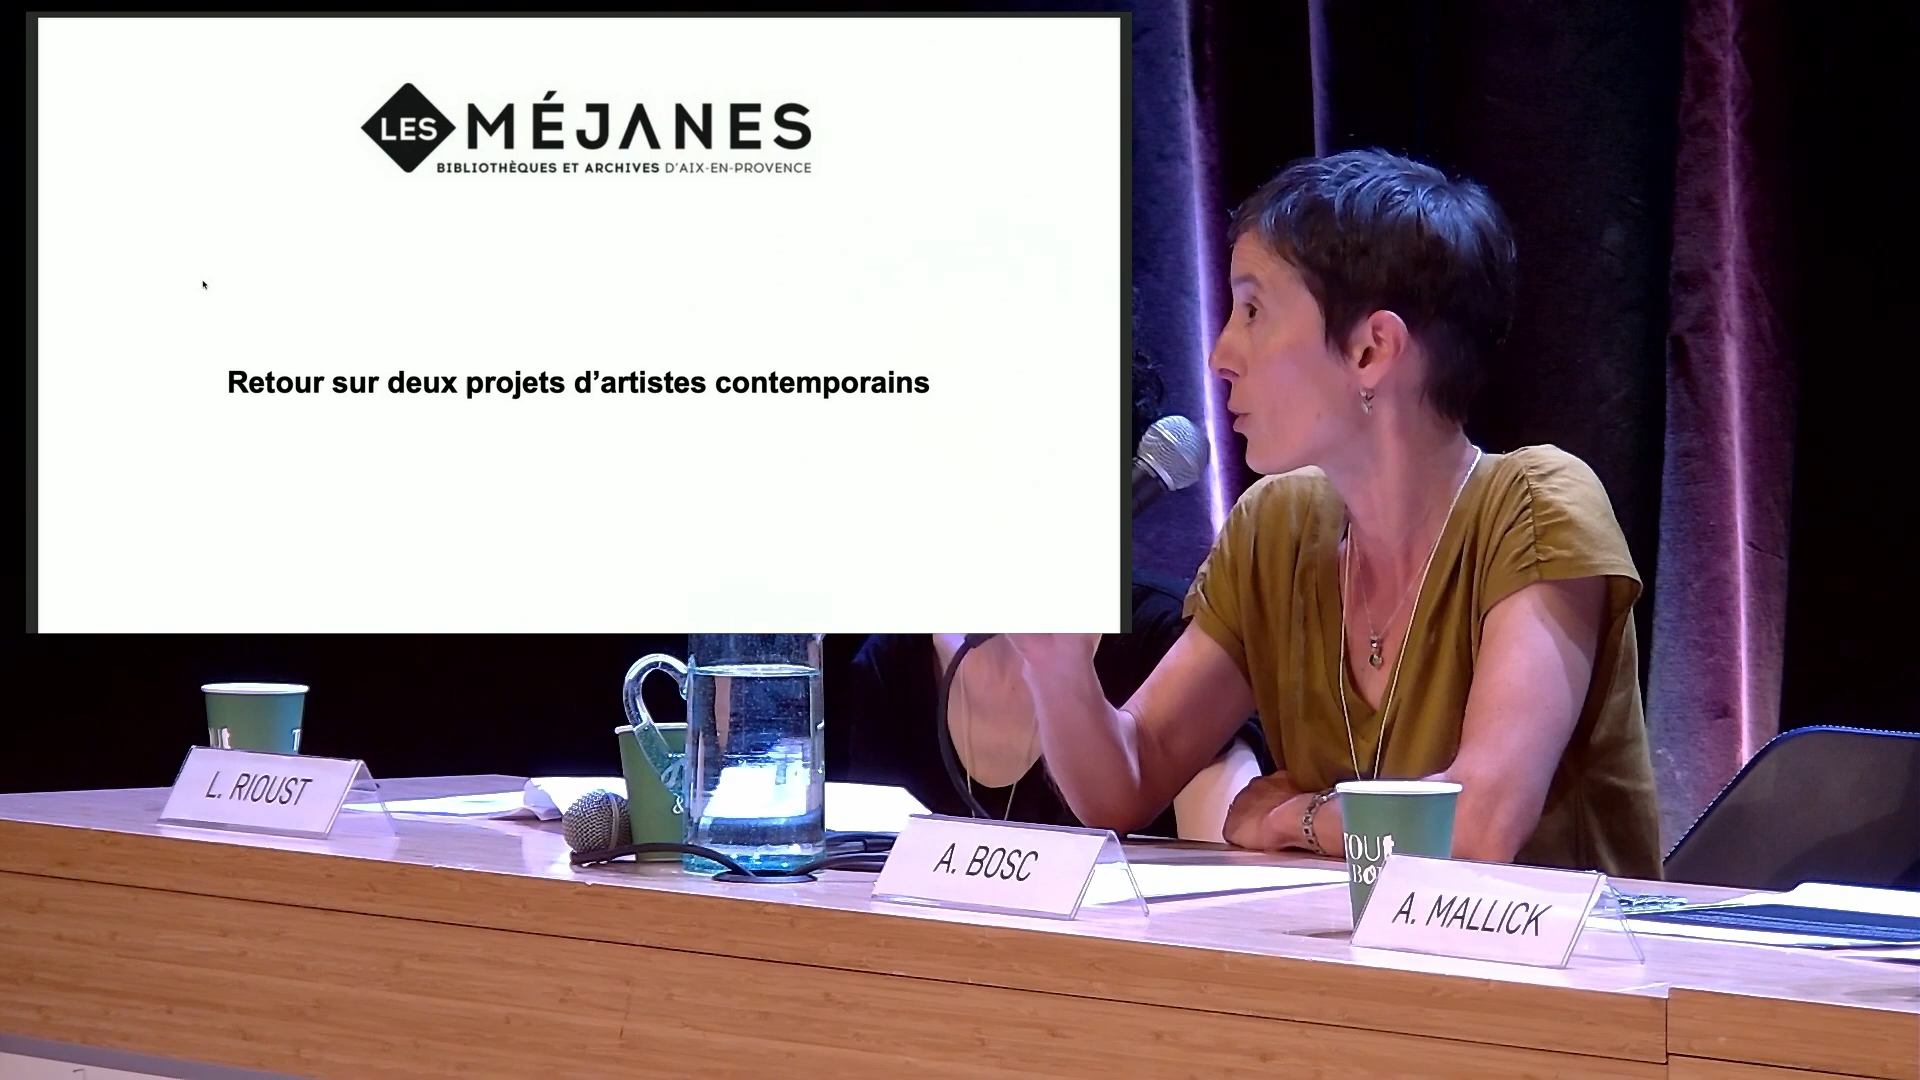 LES MÉJANES
BIBLIOTHÈQUES ET ARCHIVES D'AIX-EN-PROVENCE
Retour sur deux projets d’artistes contemporains
L. RIOUST
A. BOSC
A. MALLICK